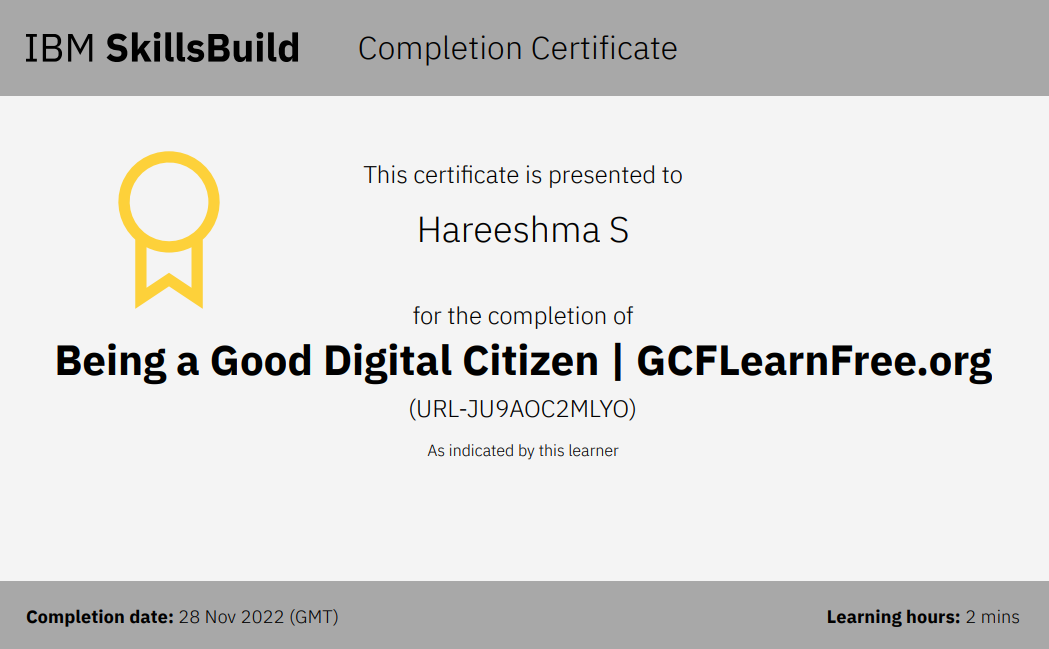 IBM SkillsBuild Completion Certificate
This certificate is presented to
Hareeshma S
for the completion of
Being a Good Digital Citizen | GCFLearnFree.org
(URL-JU9AOC2MLYO)
As indicated by this learner
Completion date: 28 Nov 2022 (GMT) Learning hours: 2 mins